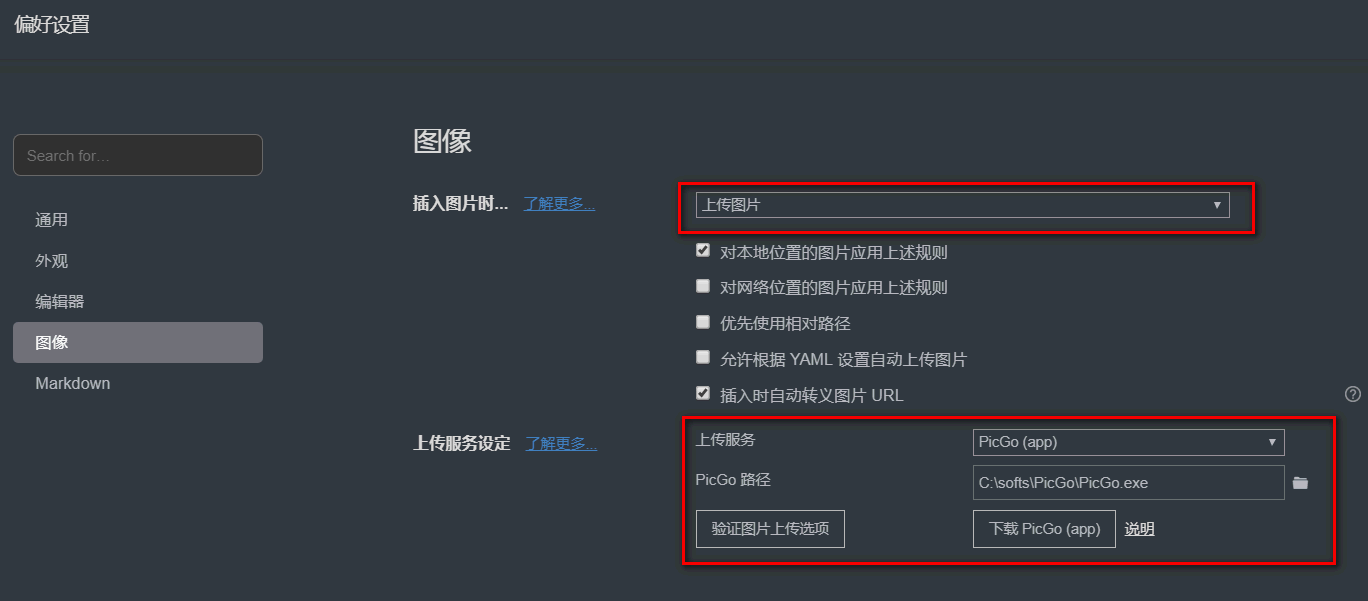 偏好设置
Search for...
通用
外观
编辑器
图像
Markdown
图像
插入图片时... 了解更多...
上传图片
对本地位置的图片应用上述规则
对网络位置的图片应用上述规则
优先使用相对路径
允许根据 YAML 设置自动上传图片
插入时自动转义图片 URL
上传服务设定 了解更多...
上传服务 PicGo (app)
PicGo 路径 C:\softs\PicGo\PicGo.exe
验证图片上传选项 下载 PicGo (app) 说明